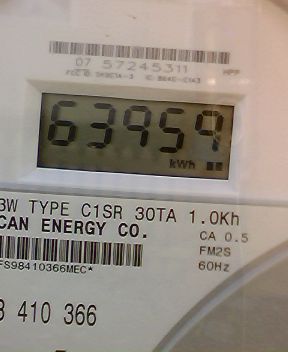 07 57245311
63959
kWh
3W TYPE C1SR 30TA 1.0Kh
CAN ENERGY CO.
CA 0.5
FM2S
FS98410366MEC*
60Hz
3 410 366